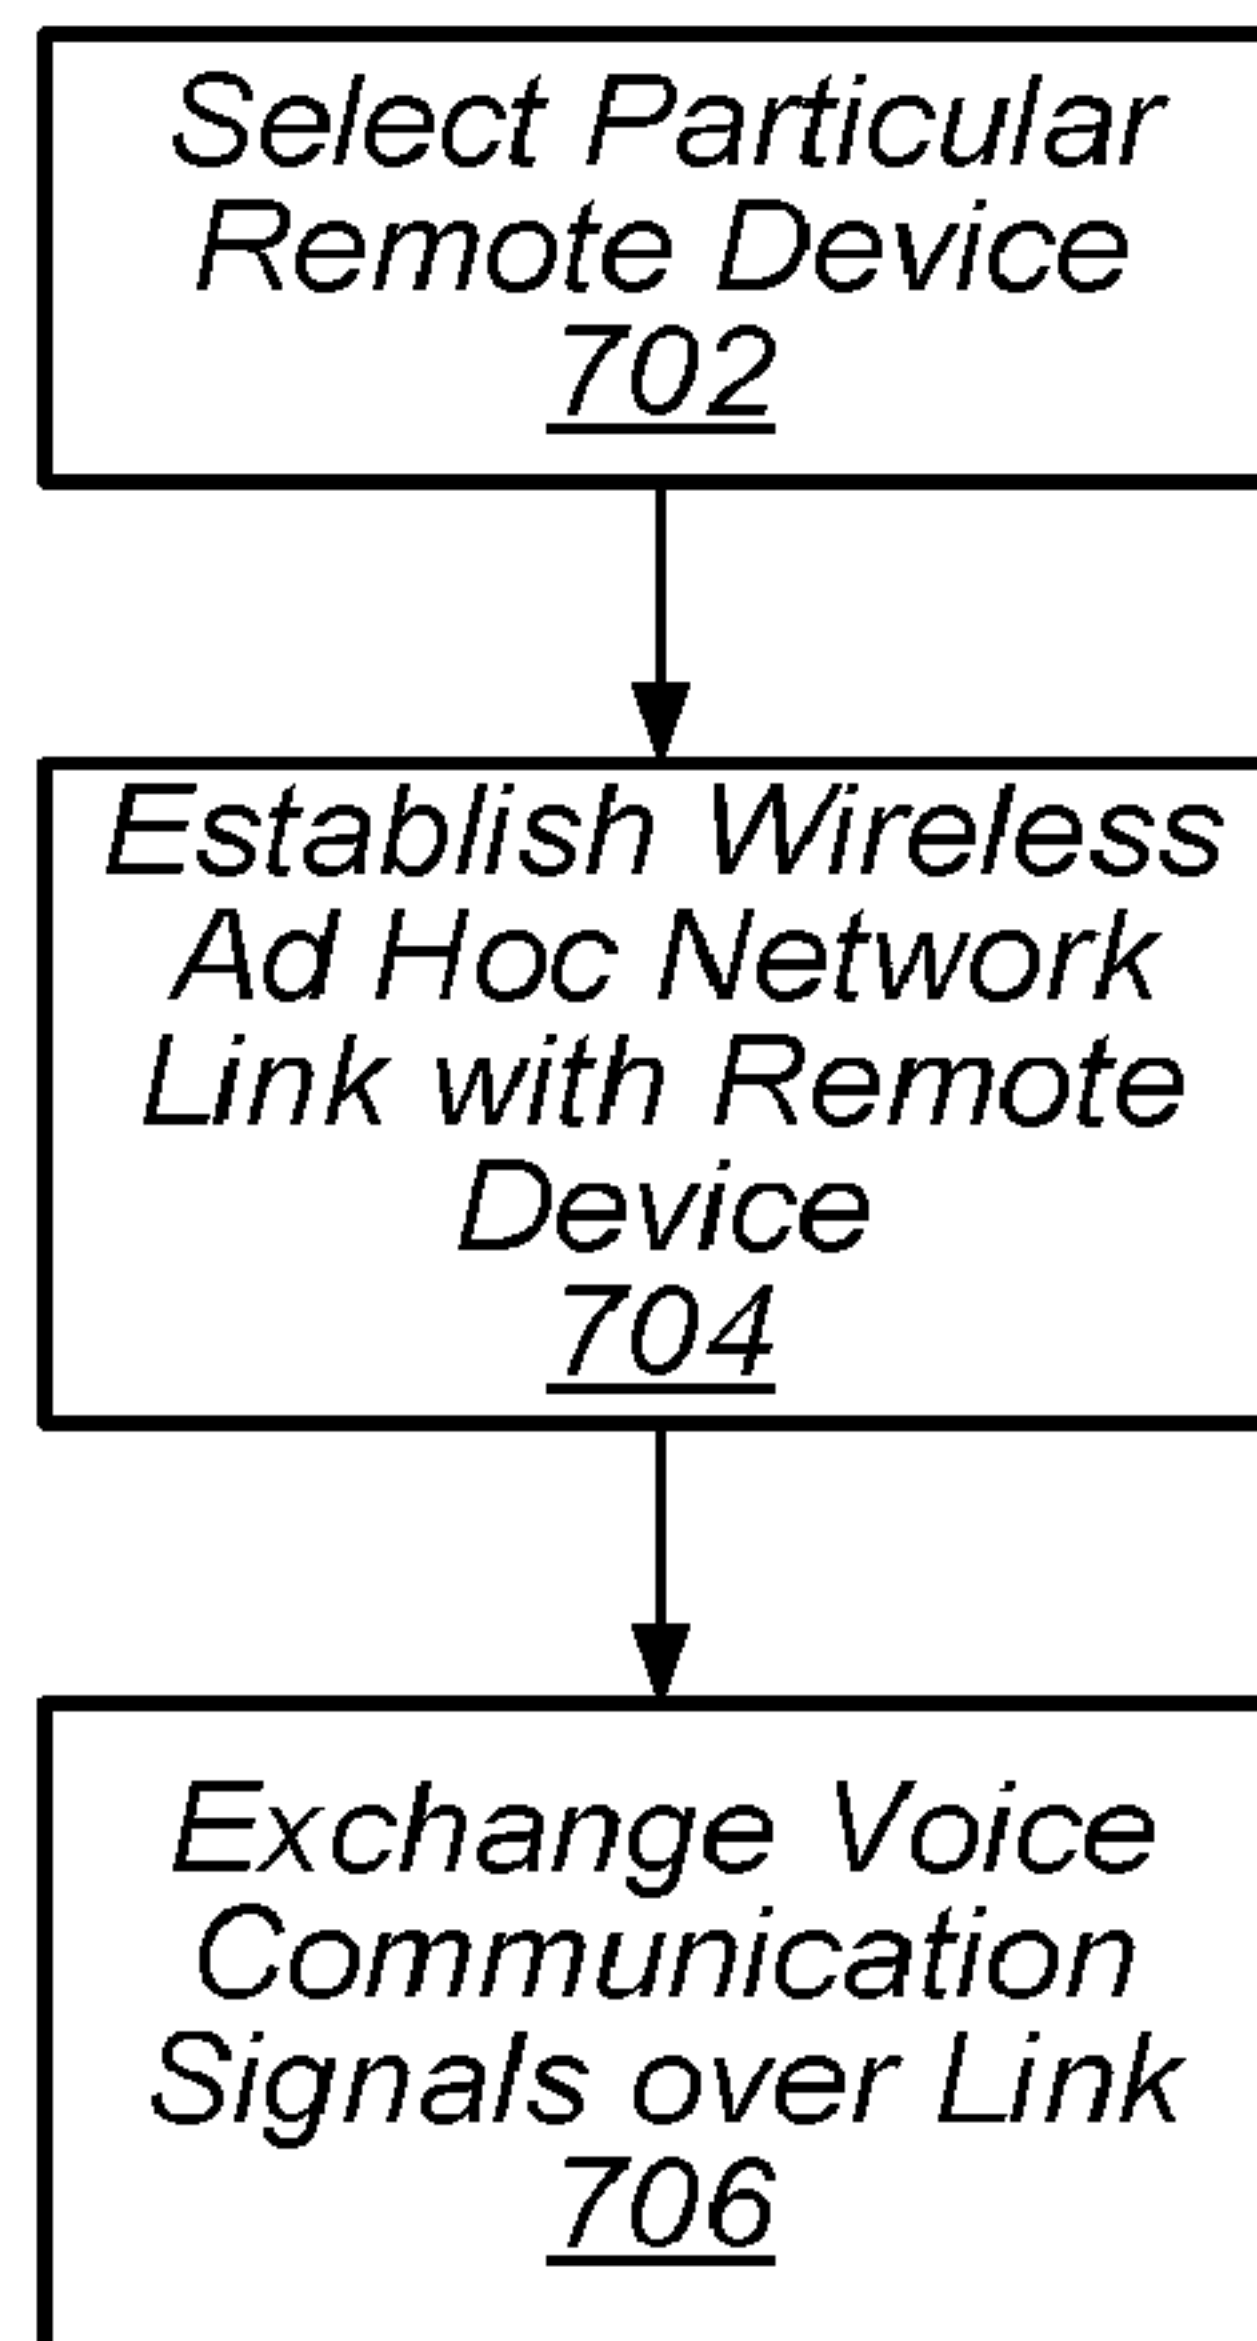 Select Particular
Remote Device
702
Establish Wireless
Ad Hoc Network
Link with Remote
Device
704
Exchange Voice
Communication
Signals over Link
706